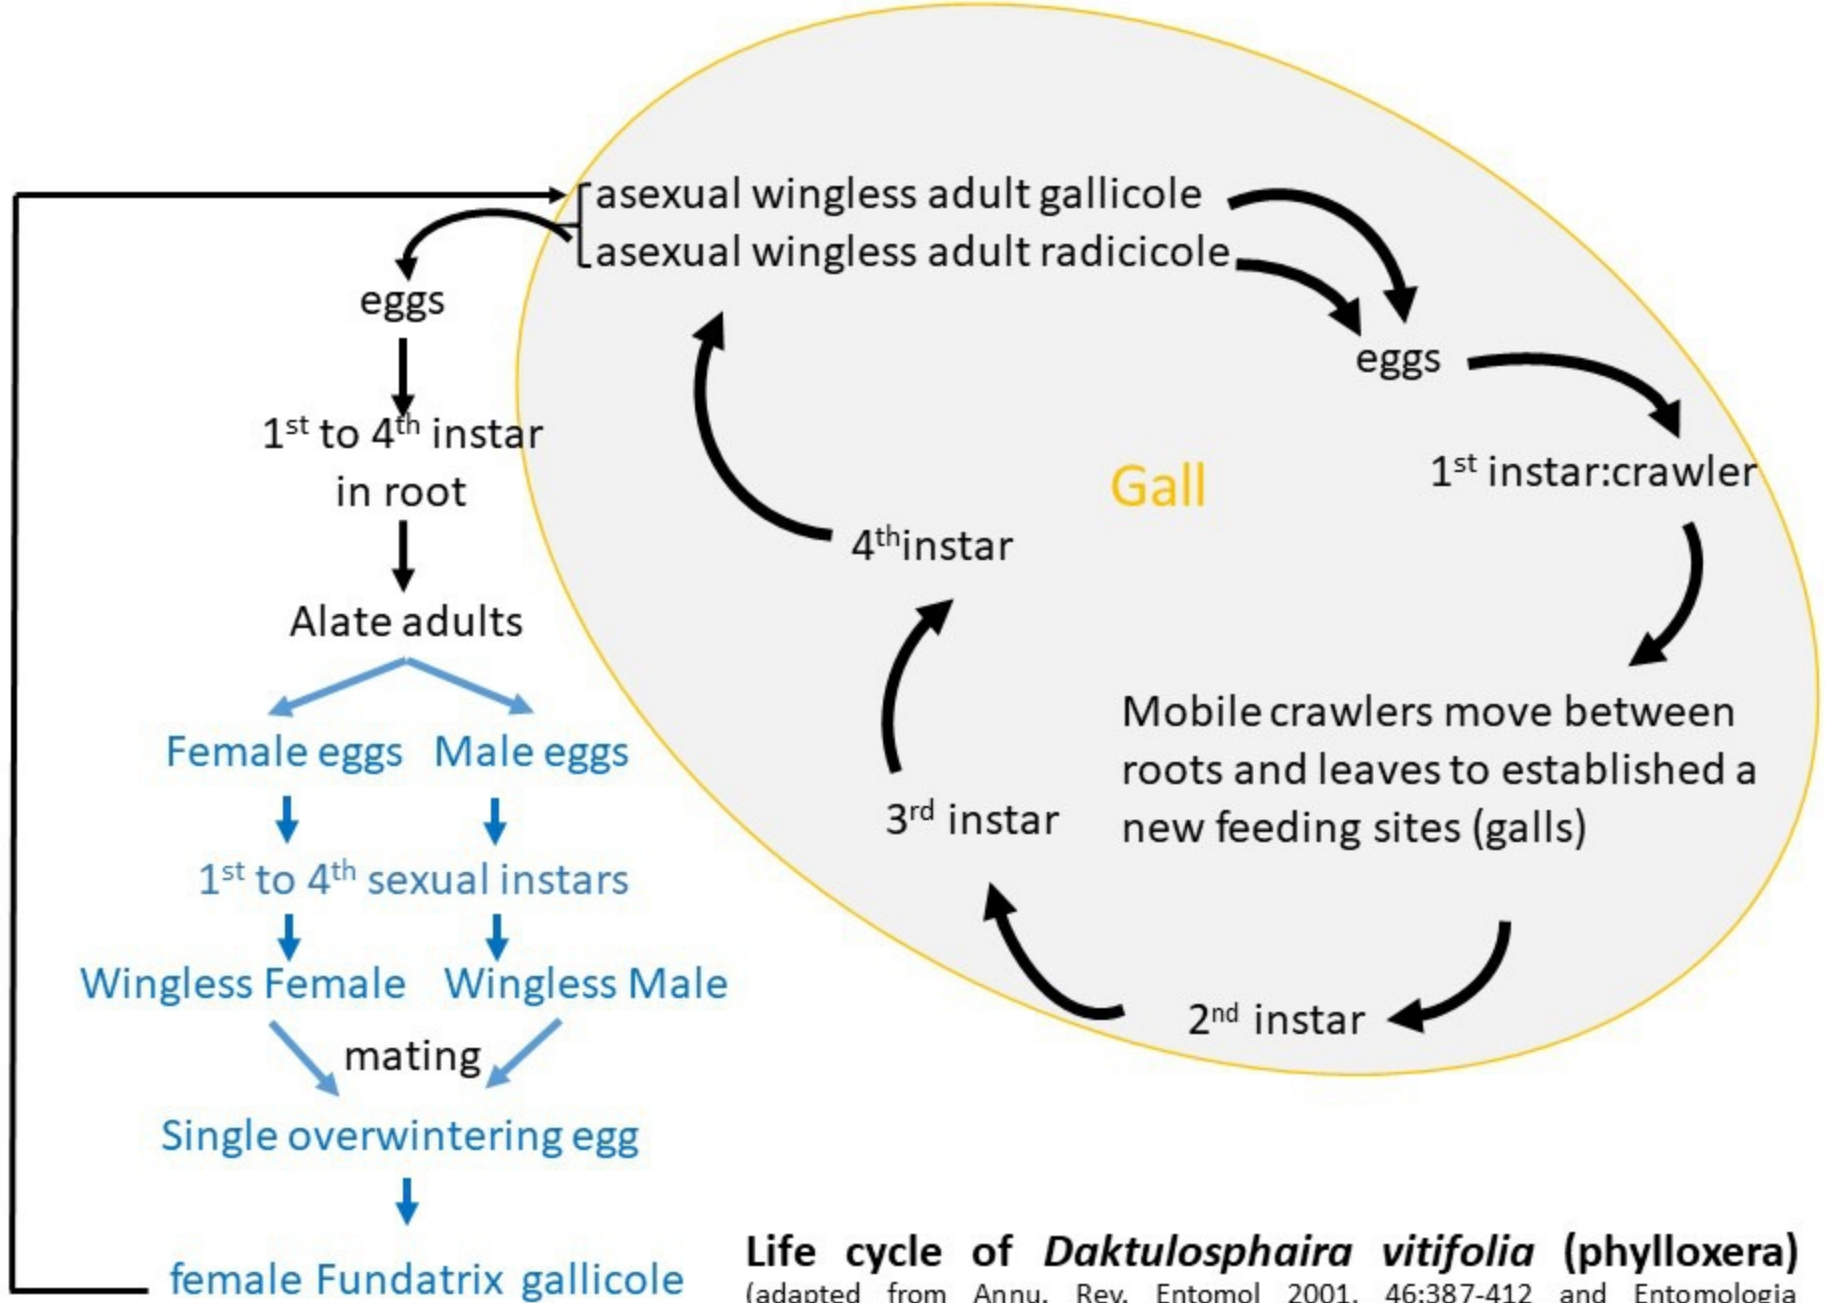 asexual wingless adult gallicole
asexual wingless adult radicicole
eggs
eggs
1st to 4th instar
in root
1st instar:crawler
Gall
4thinstar
Alate adults
Mobile crawlers move between
roots and leaves to established a
new feeding sites (galls)
Female eggs Male eggs
3rd instar
1st to 4th sexual instars
Wingless Female Wingless Male
2nd instar
mating
Single overwintering egg
female Fundatrix gallicole
Life cycle of Daktulosphaira vitifolia (phylloxera)
(adapted from Annu. Rev. Entomol 2001. 46:387-412 and Entomologia